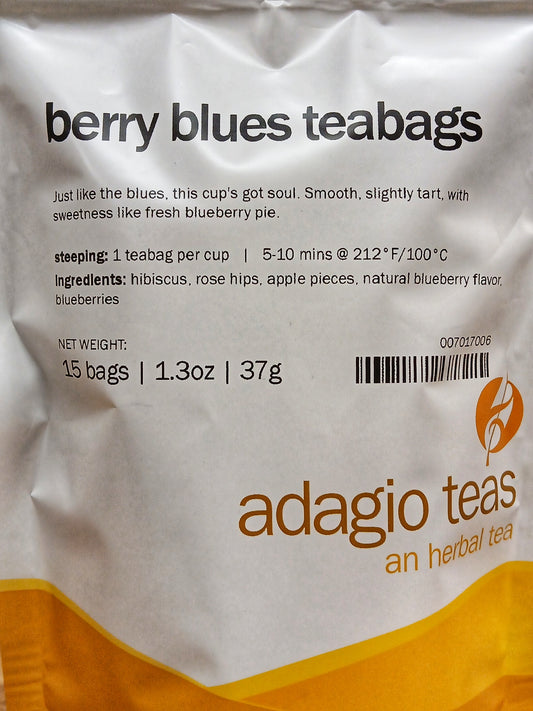 berry blues teabags
Just like the blues, this cup's got soul. Smooth, slightly tart, with
sweetness like fresh blueberry pie.
steeping: 1 teabag per cup | 5-10 mins @ 212°F/100°C
Ingredients: hibiscus, rose hips, apple pieces, natural blueberry flavor,
blueberries
NET WEIGHT:
15 bags | 1.3oz | 37g
007017006
adagio teas
an herbal tea